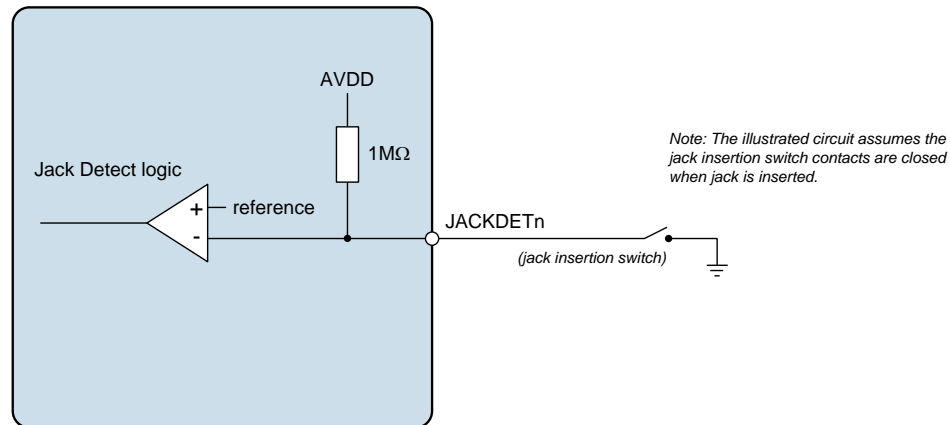 AVDD
1MΩ
Note: The illustrated circuit assumes the
jack insertion switch contacts are closed
when jack is inserted.
Jack Detect logic
+
reference
-
JACKDETn
(jack insertion switch)